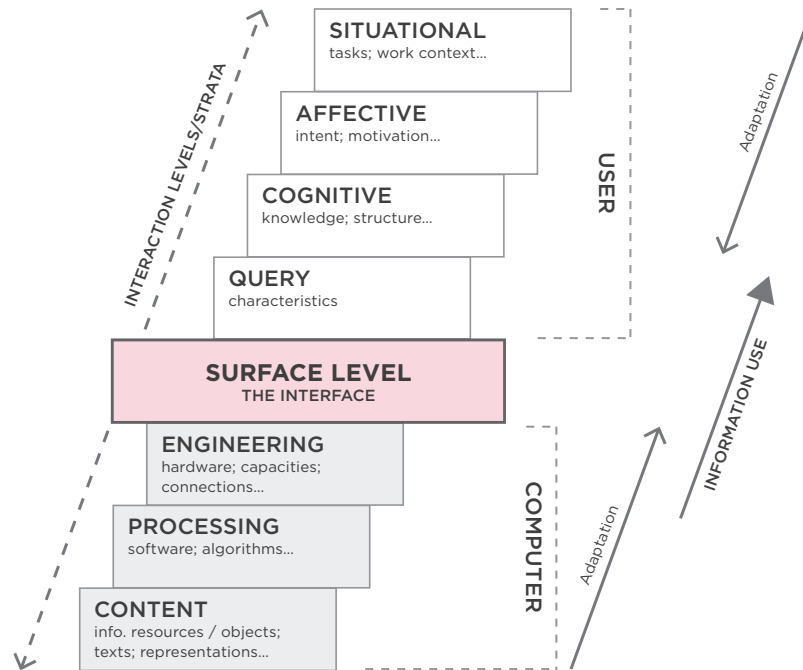 SITUATIONAL
tasks; work context...
AFFECTIVE
intent; motivation...
COGNITIVE
knowledge; structure...
QUERY
characteristics
SURFACE LEVEL
THE INTERFACE
ENGINEERING
hardware; capacities;
connections...
PROCESSING
software; algorithms...
CONTENT
info. resources / objects;
texts; representations...
INTERACTION LEVELS/STRATA
USER
COMPUTER
Adaptation
INFORMATION USE
Adaptation